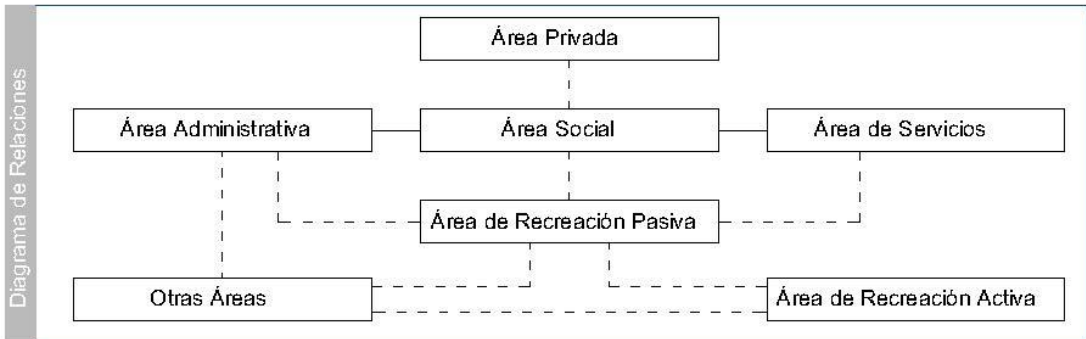 Diagrama de Relaciones
Área Privada
Área Administrativa
Área Social
Área de Servicios
Área de Recreación Pasiva
Otras Áreas
Área de Recreación Activa